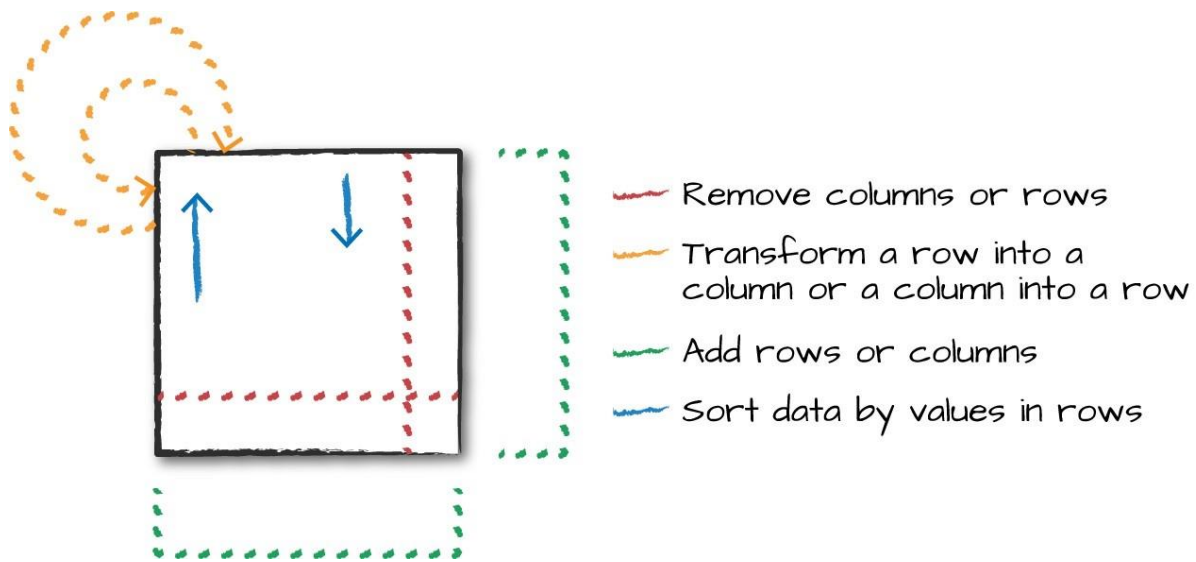 Remove columns or rows
Transform a row into a
column or a column into a row
Add rows or columns
Sort data by values in rows